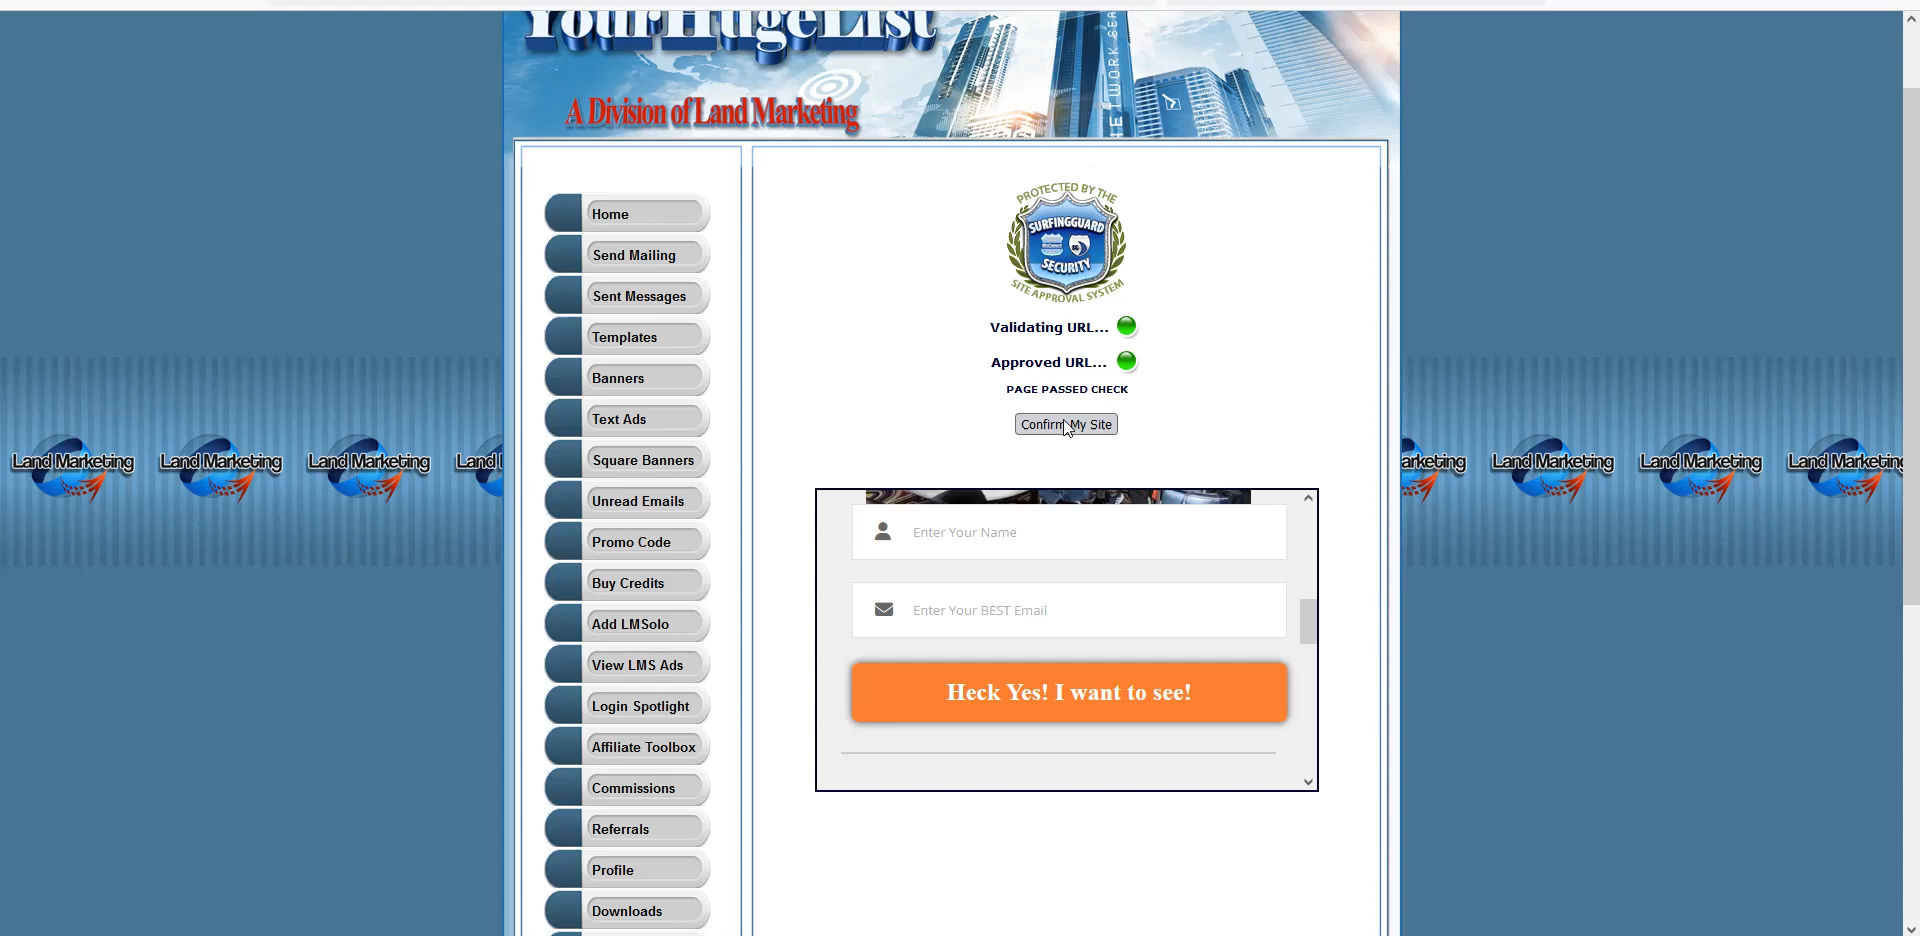 YourHugeList
A Division of Land Marketing
NETWORK SER
Home
Send Mailing
Sent Messages
Templates
Banners
Text Ads
Square Banners
Unread Emails
Promo Code
Buy Credits
Add LMSolo
View LMS Ads
Login Spotlight
Affiliate Toolbox
Commissions
Referrals
Profile
Downloads
PROTECTED BY THE
SURFINGGUARD
SECURITY
SITE APPROVAL SYSTEM
Validating URL...
Approved URL...
PAGE PASSED CHECK
Confirm My Site
Enter Your Name
Enter Your BEST Email
Heck Yes! I want to see!
Land Marketing Land Marketing Land Marketing Land
arketing Land Marketing Land Marketing Land Marketing